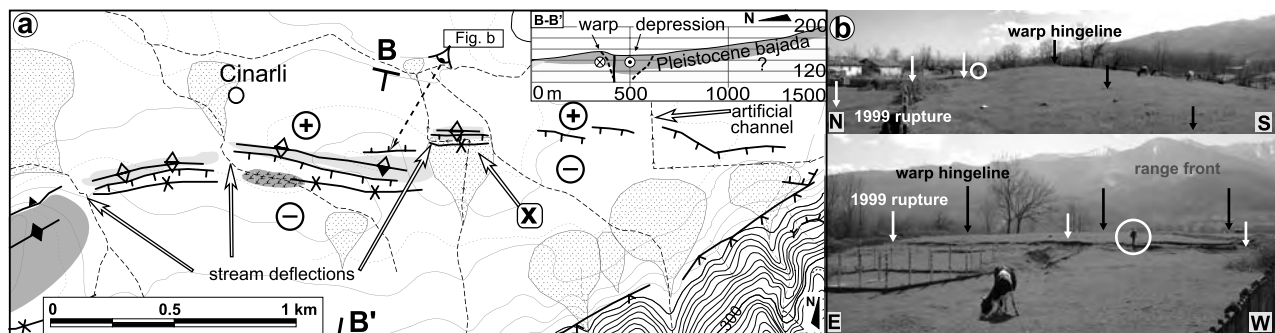 a
Cinarli
B
Fig. b
B-B'
N
warp
depression
Pleistocene bajada
?
200
120
0 m
500
1000
1500
+
+
−
−
artificial
channel
X
stream deflections
0
0.5
1 km
B'
N
b
warp hingeline
1999 rupture
N
S
warp hingeline
range front
1999 rupture
E
W